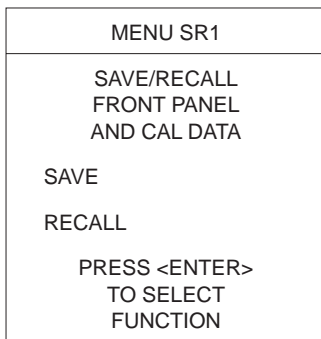 MENU SR1
SAVE/RECALL
FRONT PANEL
AND CAL DATA
SAVE
RECALL
PRESS <ENTER>
TO SELECT
FUNCTION